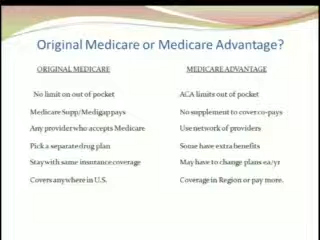 Original Medicare or Medicare Advantage?
ORIGINAL MEDICARE MEDICARE ADVANTAGE
No limit on out of pocket ACA limits out of pocket
Medicare Supp/Medigap pays No supplement to cover co-pays
Any provider who accepts Medicare Use network of providers
Pick a separate drug plan Some have extra benefits
Stay with same insurance coverage May have to change plans ea/yr
Covers anywhere in U.S. Coverage in Region or pay more.